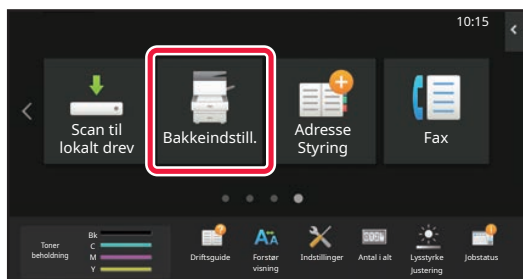 10:15
Scan til
lokalt drev
Bakkeindstill.
Adresse
Styring
Fax
Toner
beholdning
Bk
C
M
Y
Driftsguide
Forstør
visning
Indstillinger
Antal i alt
Lysstyrke
Justering
Jobstatus